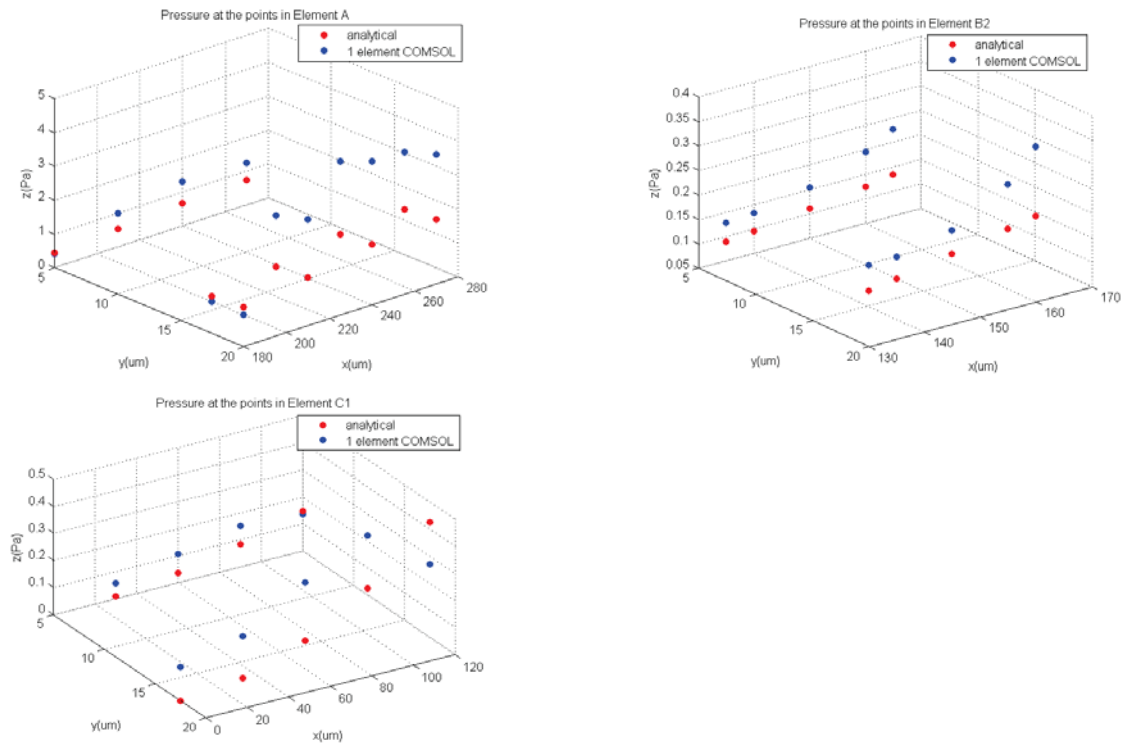 Pressure at the points in Element A
analytical
1 element COMSOL
5
4
3
2
1
0
z(Pa)
5
10
15
20
y(um)
180
200
220
240
260
280
x(um)
Pressure at the points in Element B2
analytical
1 element COMSOL
0.4
0.35
0.3
0.25
0.2
0.15
0.1
0.05
z(Pa)
5
10
15
20
y(um)
130
140
150
160
170
x(um)
Pressure at the points in Element C1
analytical
1 element COMSOL
0.5
0.4
0.3
0.2
0.1
0
z(Pa)
5
10
15
20
y(um)
0
20
40
60
80
100
120
x(um)